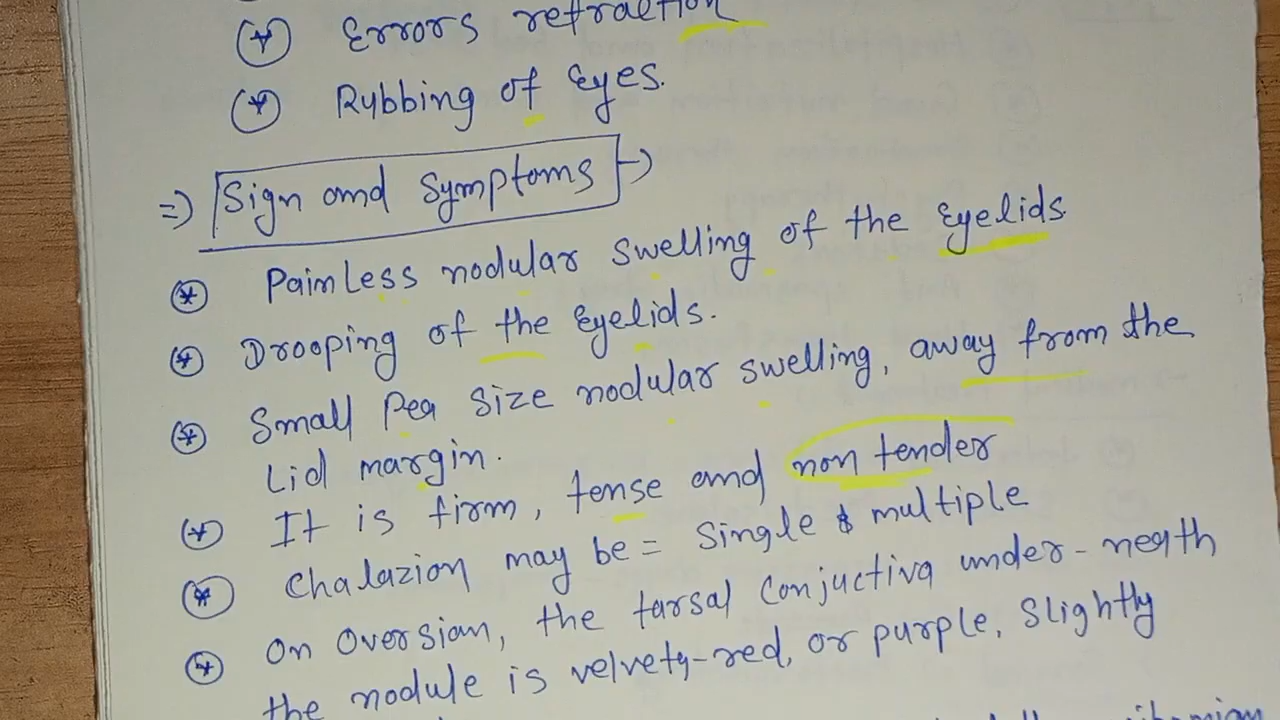 Errors refraction
Rubbing of Eyes.
=> Sign and Symptoms →
Painless nodular swelling of the Eyelids
Drooping of the Eyelids.
Small Pea Size nodular swelling, away from the
Lid margin.
It is firm, tense and non tender
Chalazion may be = Single & multiple
On Oversian, the tarsal Conjuctiva under-neath
the nodule is velvety-red, or purple, Slightly